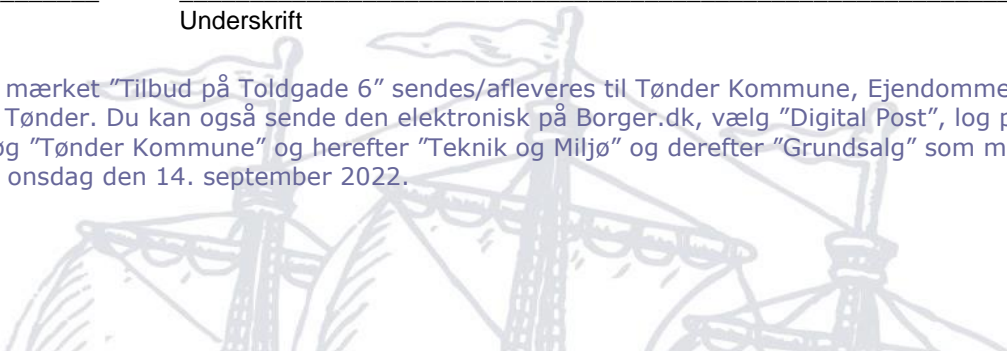 Underskrift
mærket ”Tilbud på Toldgade 6” sendes/afleveres til Tønder Kommune, Ejendomme
Tønder. Du kan også sende den elektronisk på Borger.dk, vælg ”Digital Post”, log p
øg ”Tønder Kommune” og herefter ”Teknik og Miljø” og derefter ”Grundsalg” som m
onsdag den 14. september 2022.